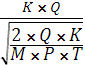 K × Q
2 × Q × K
M × P × T